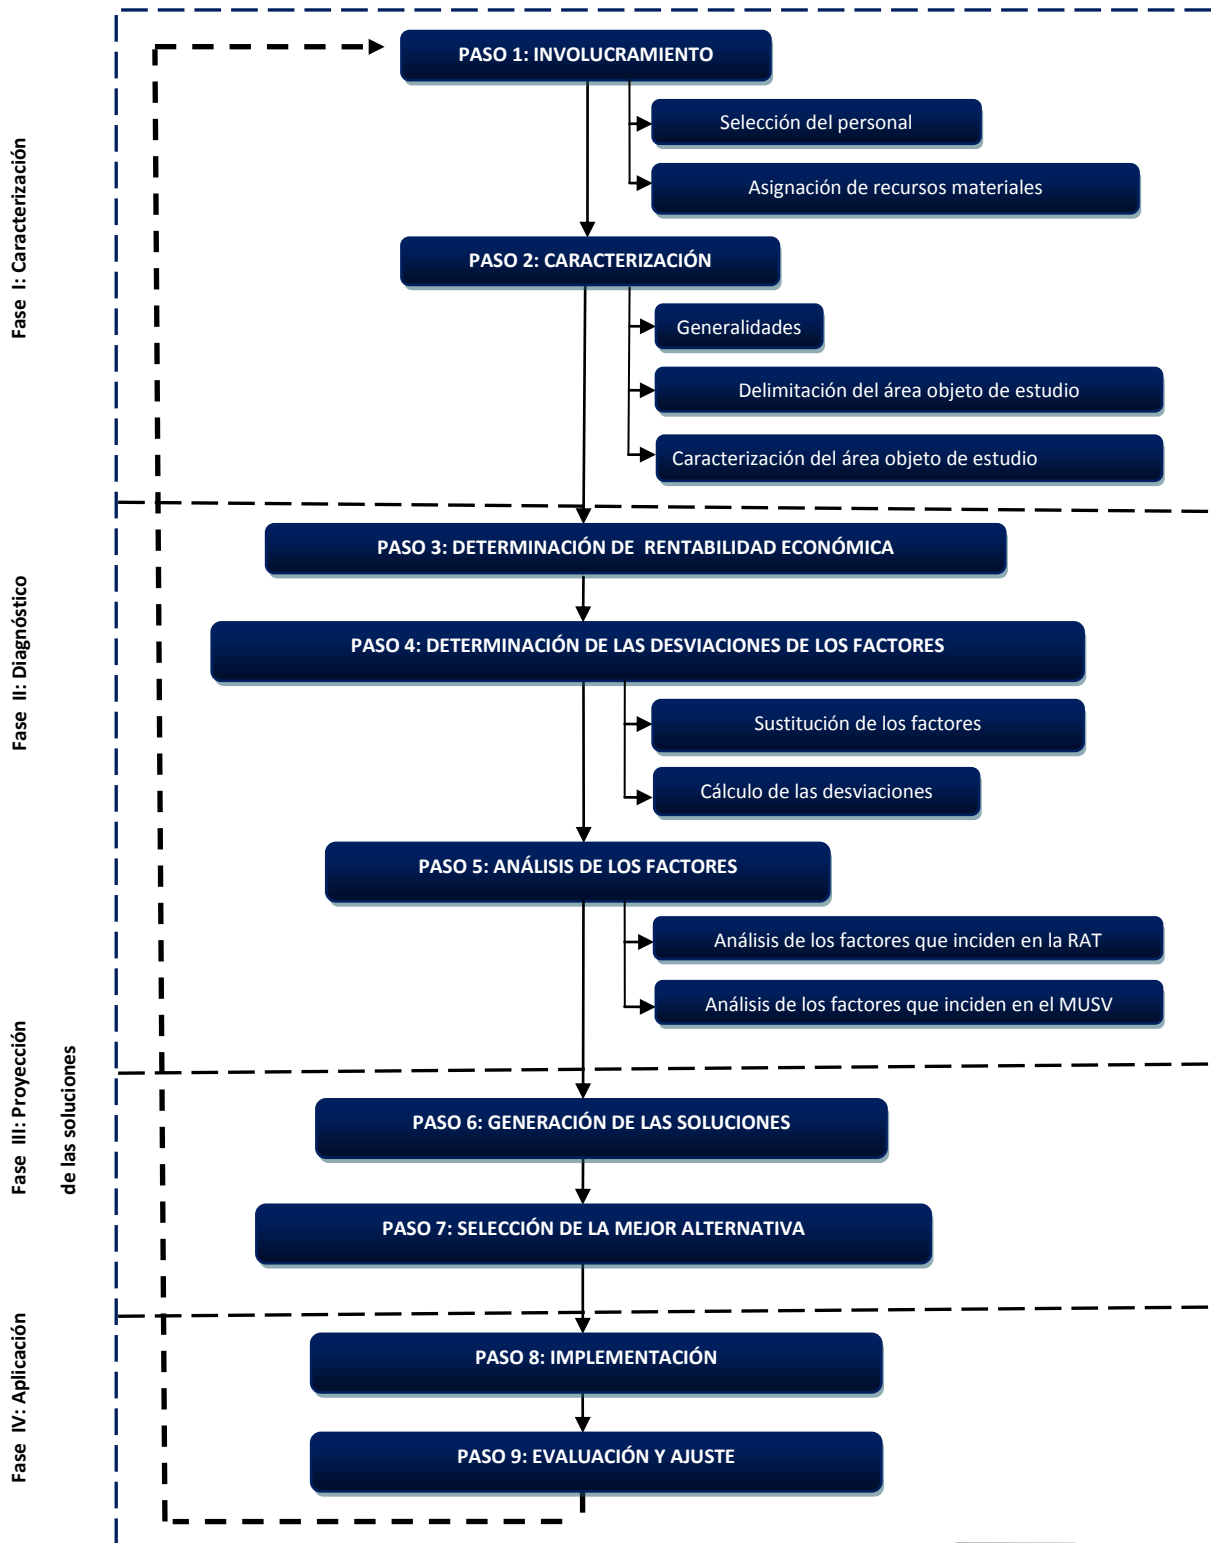 Fase I: Caracterización
PASO 1: INVOLUCRAMIENTO
Selección del personal
Asignación de recursos materiales
PASO 2: CARACTERIZACIÓN
Generalidades
Delimitación del área objeto de estudio
Caracterización del área objeto de estudio
Fase II: Diagnóstico
PASO 3: DETERMINACIÓN DE RENTABILIDAD ECONÓMICA
PASO 4: DETERMINACIÓN DE LAS DESVIACIONES DE LOS FACTORES
Sustitución de los factores
Cálculo de las desviaciones
PASO 5: ANÁLISIS DE LOS FACTORES
Análisis de los factores que inciden en la RAT
Análisis de los factores que inciden en el MUSV
Fase III: Proyección
de las soluciones
PASO 6: GENERACIÓN DE LAS SOLUCIONES
PASO 7: SELECCIÓN DE LA MEJOR ALTERNATIVA
Fase IV: Aplicación
PASO 8: IMPLEMENTACIÓN
PASO 9: EVALUACIÓN Y AJUSTE